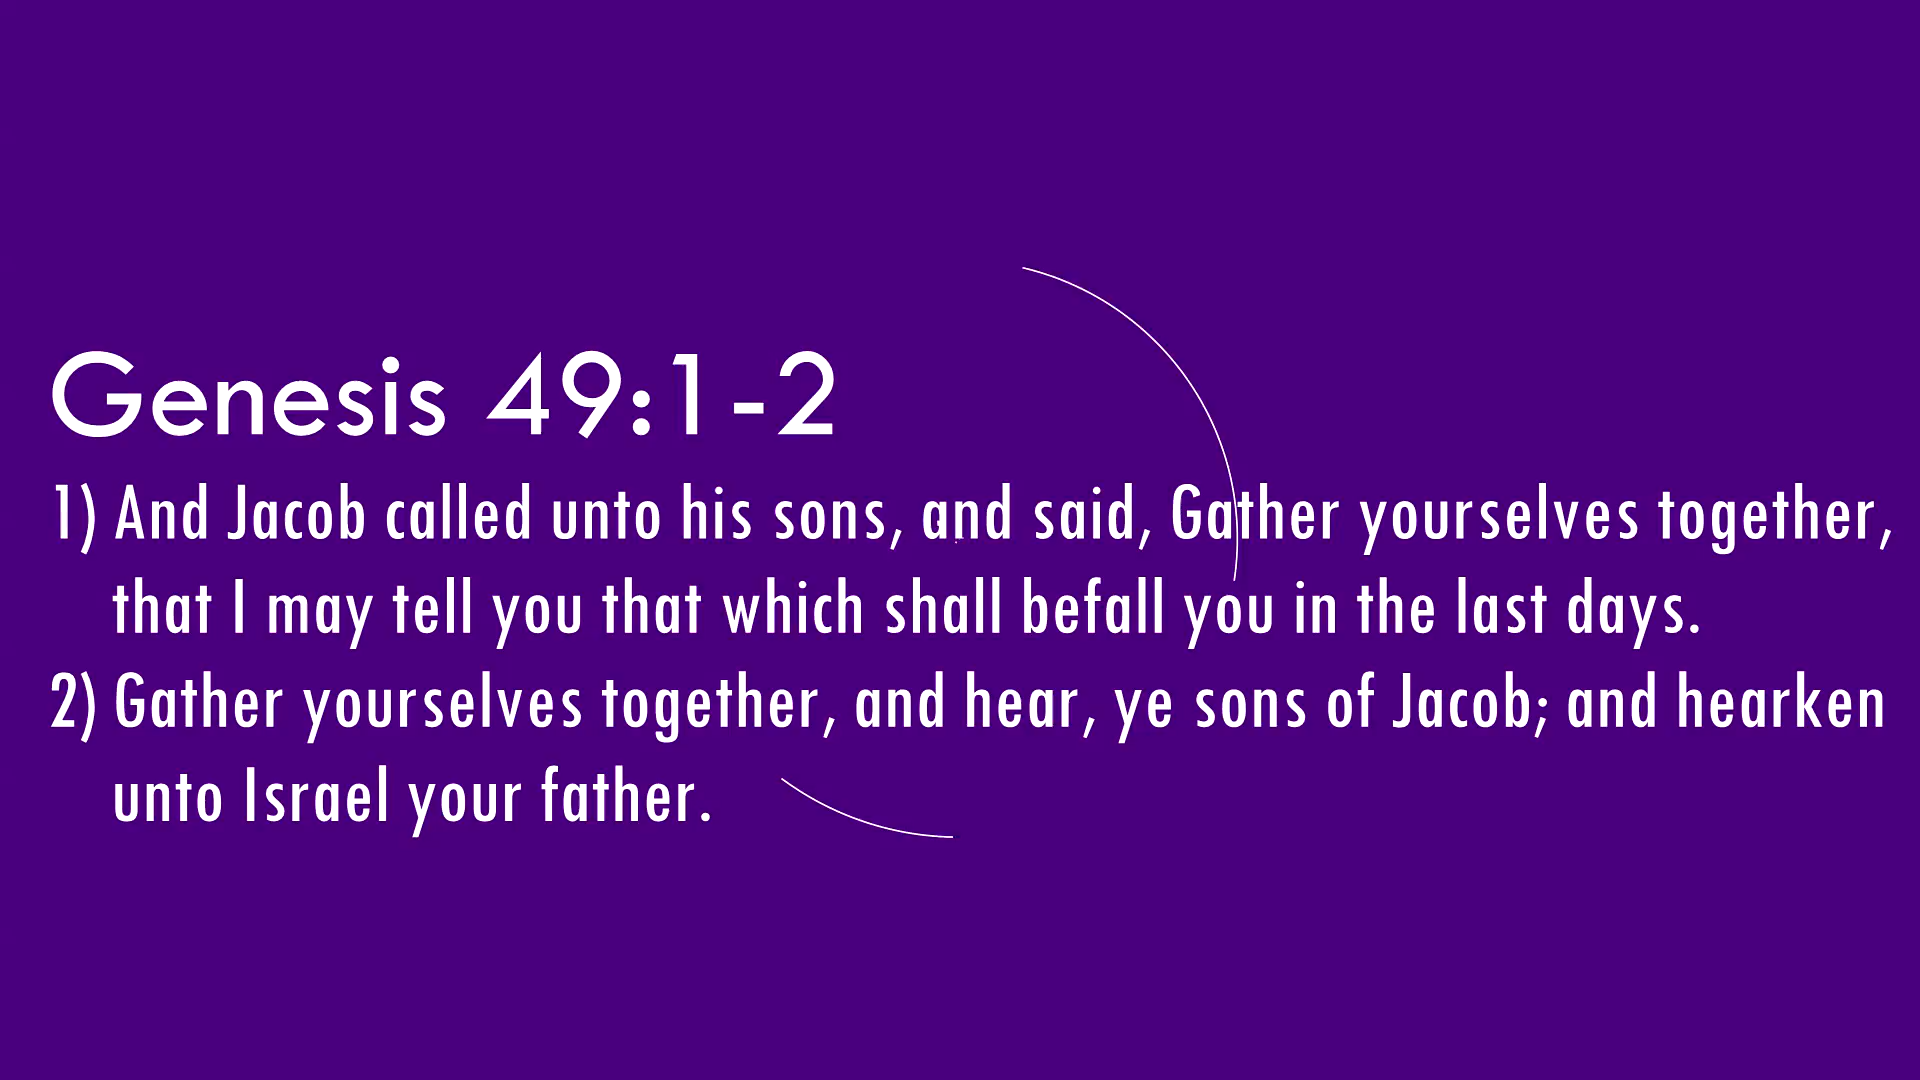 Genesis 49:1-2
1) And Jacob called unto his sons, and said, Gather yourselves together,
that I may tell you that which shall befall you in the last days.
2) Gather yourselves together, and hear, ye sons of Jacob; and hearken
unto Israel your father.